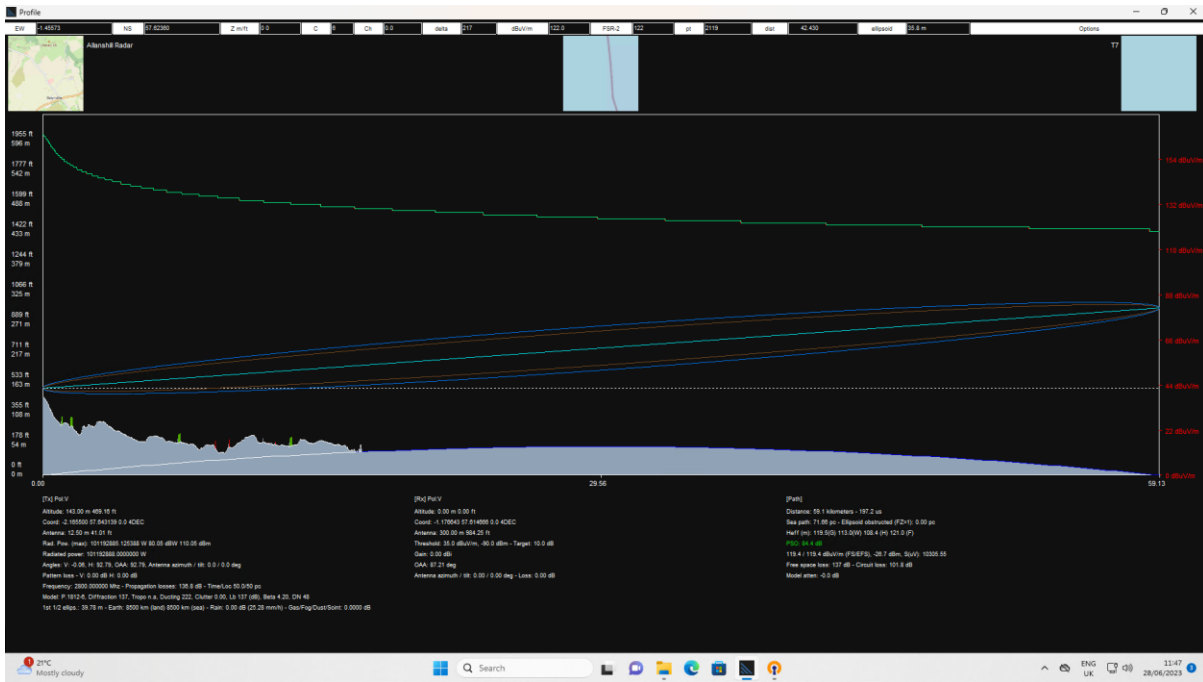 Profile
EW -1.45573 NS 57.62360 Z m/ft 0 0 C 6 Ch 0.0 delta 217 dBuV/m 122.0 FSR-2 122 pt 2119 dist 42.430 ellipsoid 35.8 m Options
Allanshill Radar T7
1955 ft
596 m
1777 ft
542 m
154 dBuV/m
1599 ft
488 m
132 dBuV/m
1422 ft
433 m
1244 ft
379 m
110 dBuV/m
1066 ft
325 m
88 dBuV/m
889 ft
271 m
711 ft
217 m
66 dBuV/m
533 ft
163 m
44 dBuV/m
355 ft
108 m
178 ft
54 m
22 dBuV/m
0 ft
0 m
0 dBuV/m
0.00 29.56 59.13
[Tx] Pol:V
Altitude: 143.00 m 469.16 ft
Coord: -2.165500 57.643139 0.0 4DEC
Antenna: 12.50 m 41.01 ft
Rad. Pow. (max): 101192885.125388 W 80.05 dBW 110.05 dBm
Radiated power: 101192888.0000000 W
Angles: V: -0.06, H: 92.79, OAA: 92.79, Antenna azimuth / tilt: 0.0 / 0.0 deg
Pattern loss - V: 0.00 dB H: 0.00 dB
Frequency: 2800.000000 Mhz - Propagation losses: 136.8 dB - Time/Loc 50.0/50 pc
Model: P.1812-6, Diffraction 137, Tropo n.a, Ducting 222, Clutter 0.00, Lb 137 (dB), Beta 4.20, DN 48
1st 1/2 ellips.: 39.78 m - Earth: 8500 km (land) 8500 km (sea) - Rain: 0.00 dB (25.28 mm/h) - Gas/Fog/Dust/Scint: 0.0000 dB
[Rx] Pol:V
Altitude: 0.00 m 0.00 ft
Coord: -1.176643 57.614666 0.0 4DEC
Antenna: 300.00 m 984.25 ft
Threshold: 35.0 dBuV/m, -90.0 dBm - Target: 10.0 dB
Gain: 0.00 dBi
OAA: 87.21 deg
Antenna azimuth / tilt: 0.00 / 0.00 deg - Loss: 0.00 dB
[Path]
Distance: 59.1 kilometers - 197.2 us
Sea path: 71.66 pc - Ellipsoid obstructed (FZ=1): 0.00 pc
Heff (m): 119.5(G) 113.0(W) 108.4 (H) 121.0 (F)
FSO: 84.4 dB
119.4 / 119.4 dBuV/m (FS/EFS), -26.7 dBm, S(uV): 10305.55
Free space loss: 137 dB - Circuit loss: 101.8 dB
Model atten: -0.0 dB
1
21°C
Mostly cloudy
Search
ENG
UK
11:47
28/06/2023